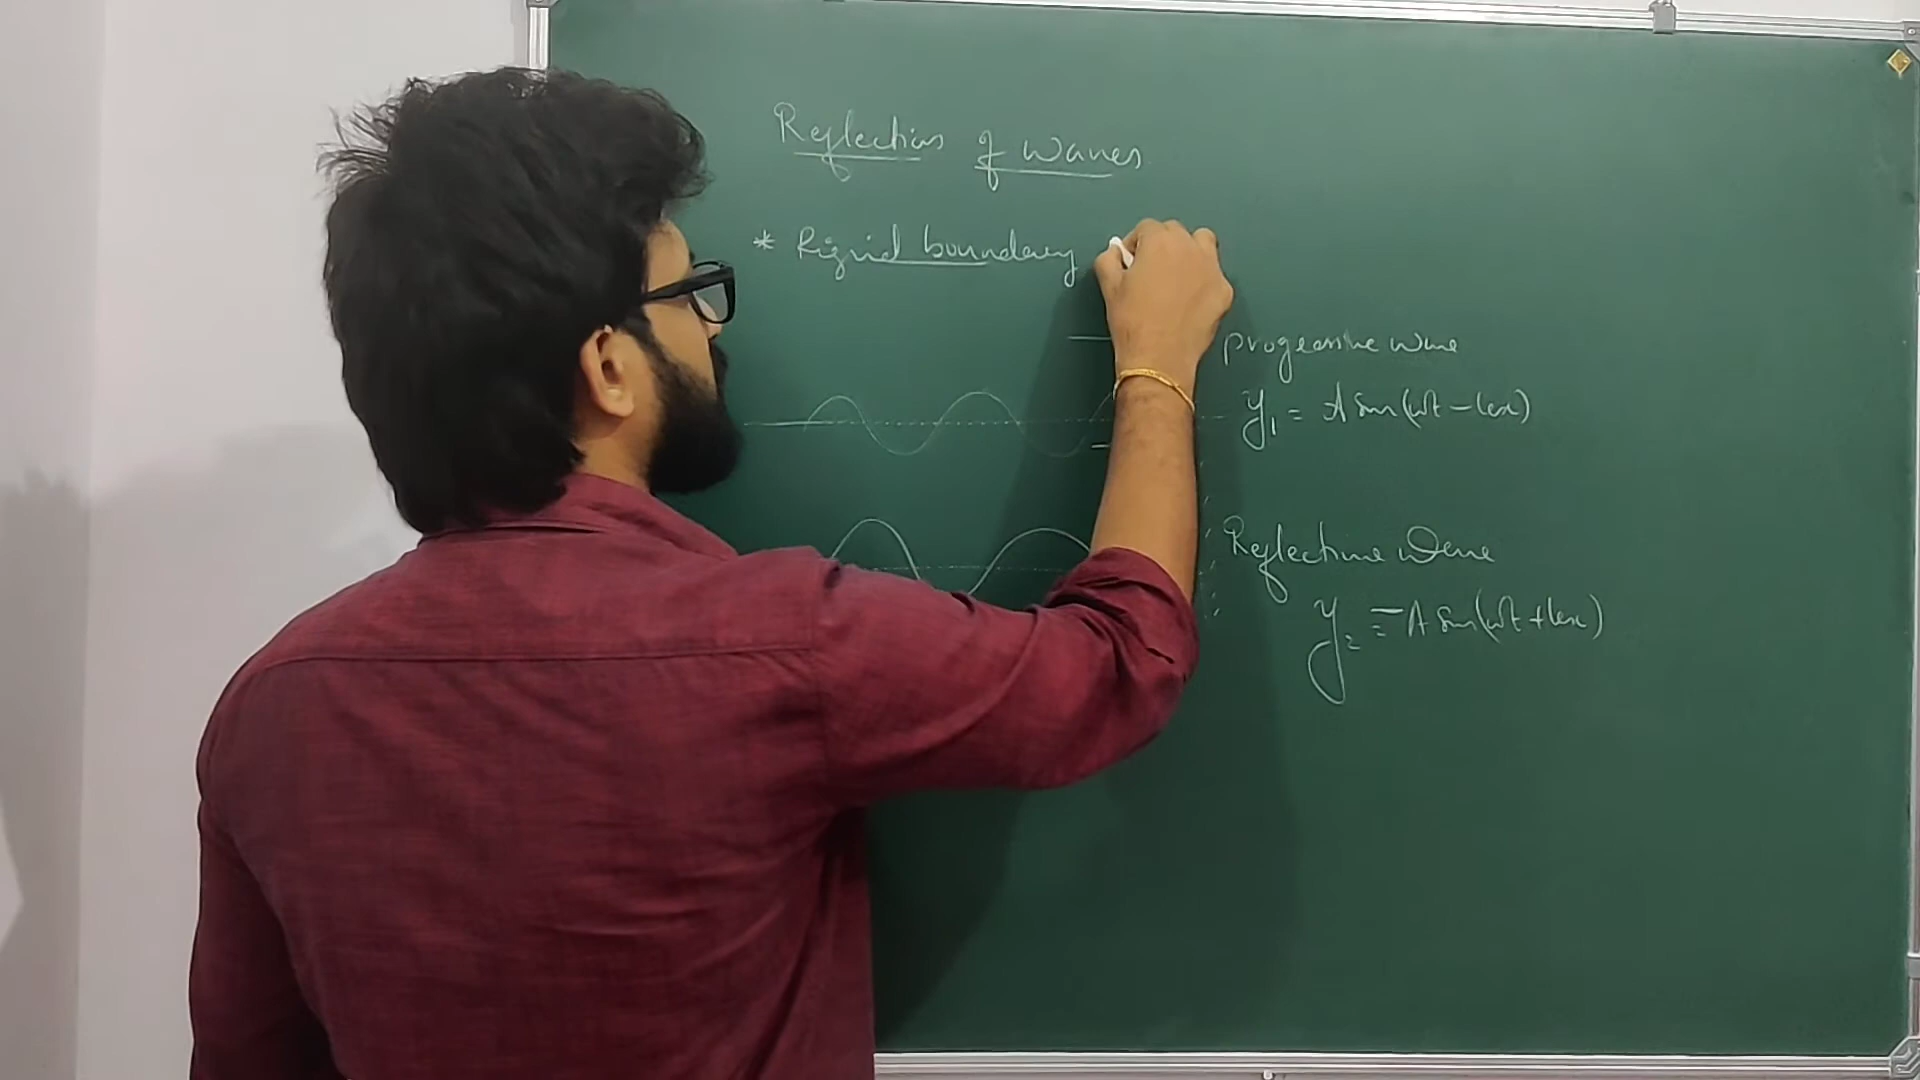 Reflection of waves
* Rigid boundary
progressive wave
y₁ = A sin(ωt - kx)
Reflective wave
y₂ = -A sin(ωt + kx)